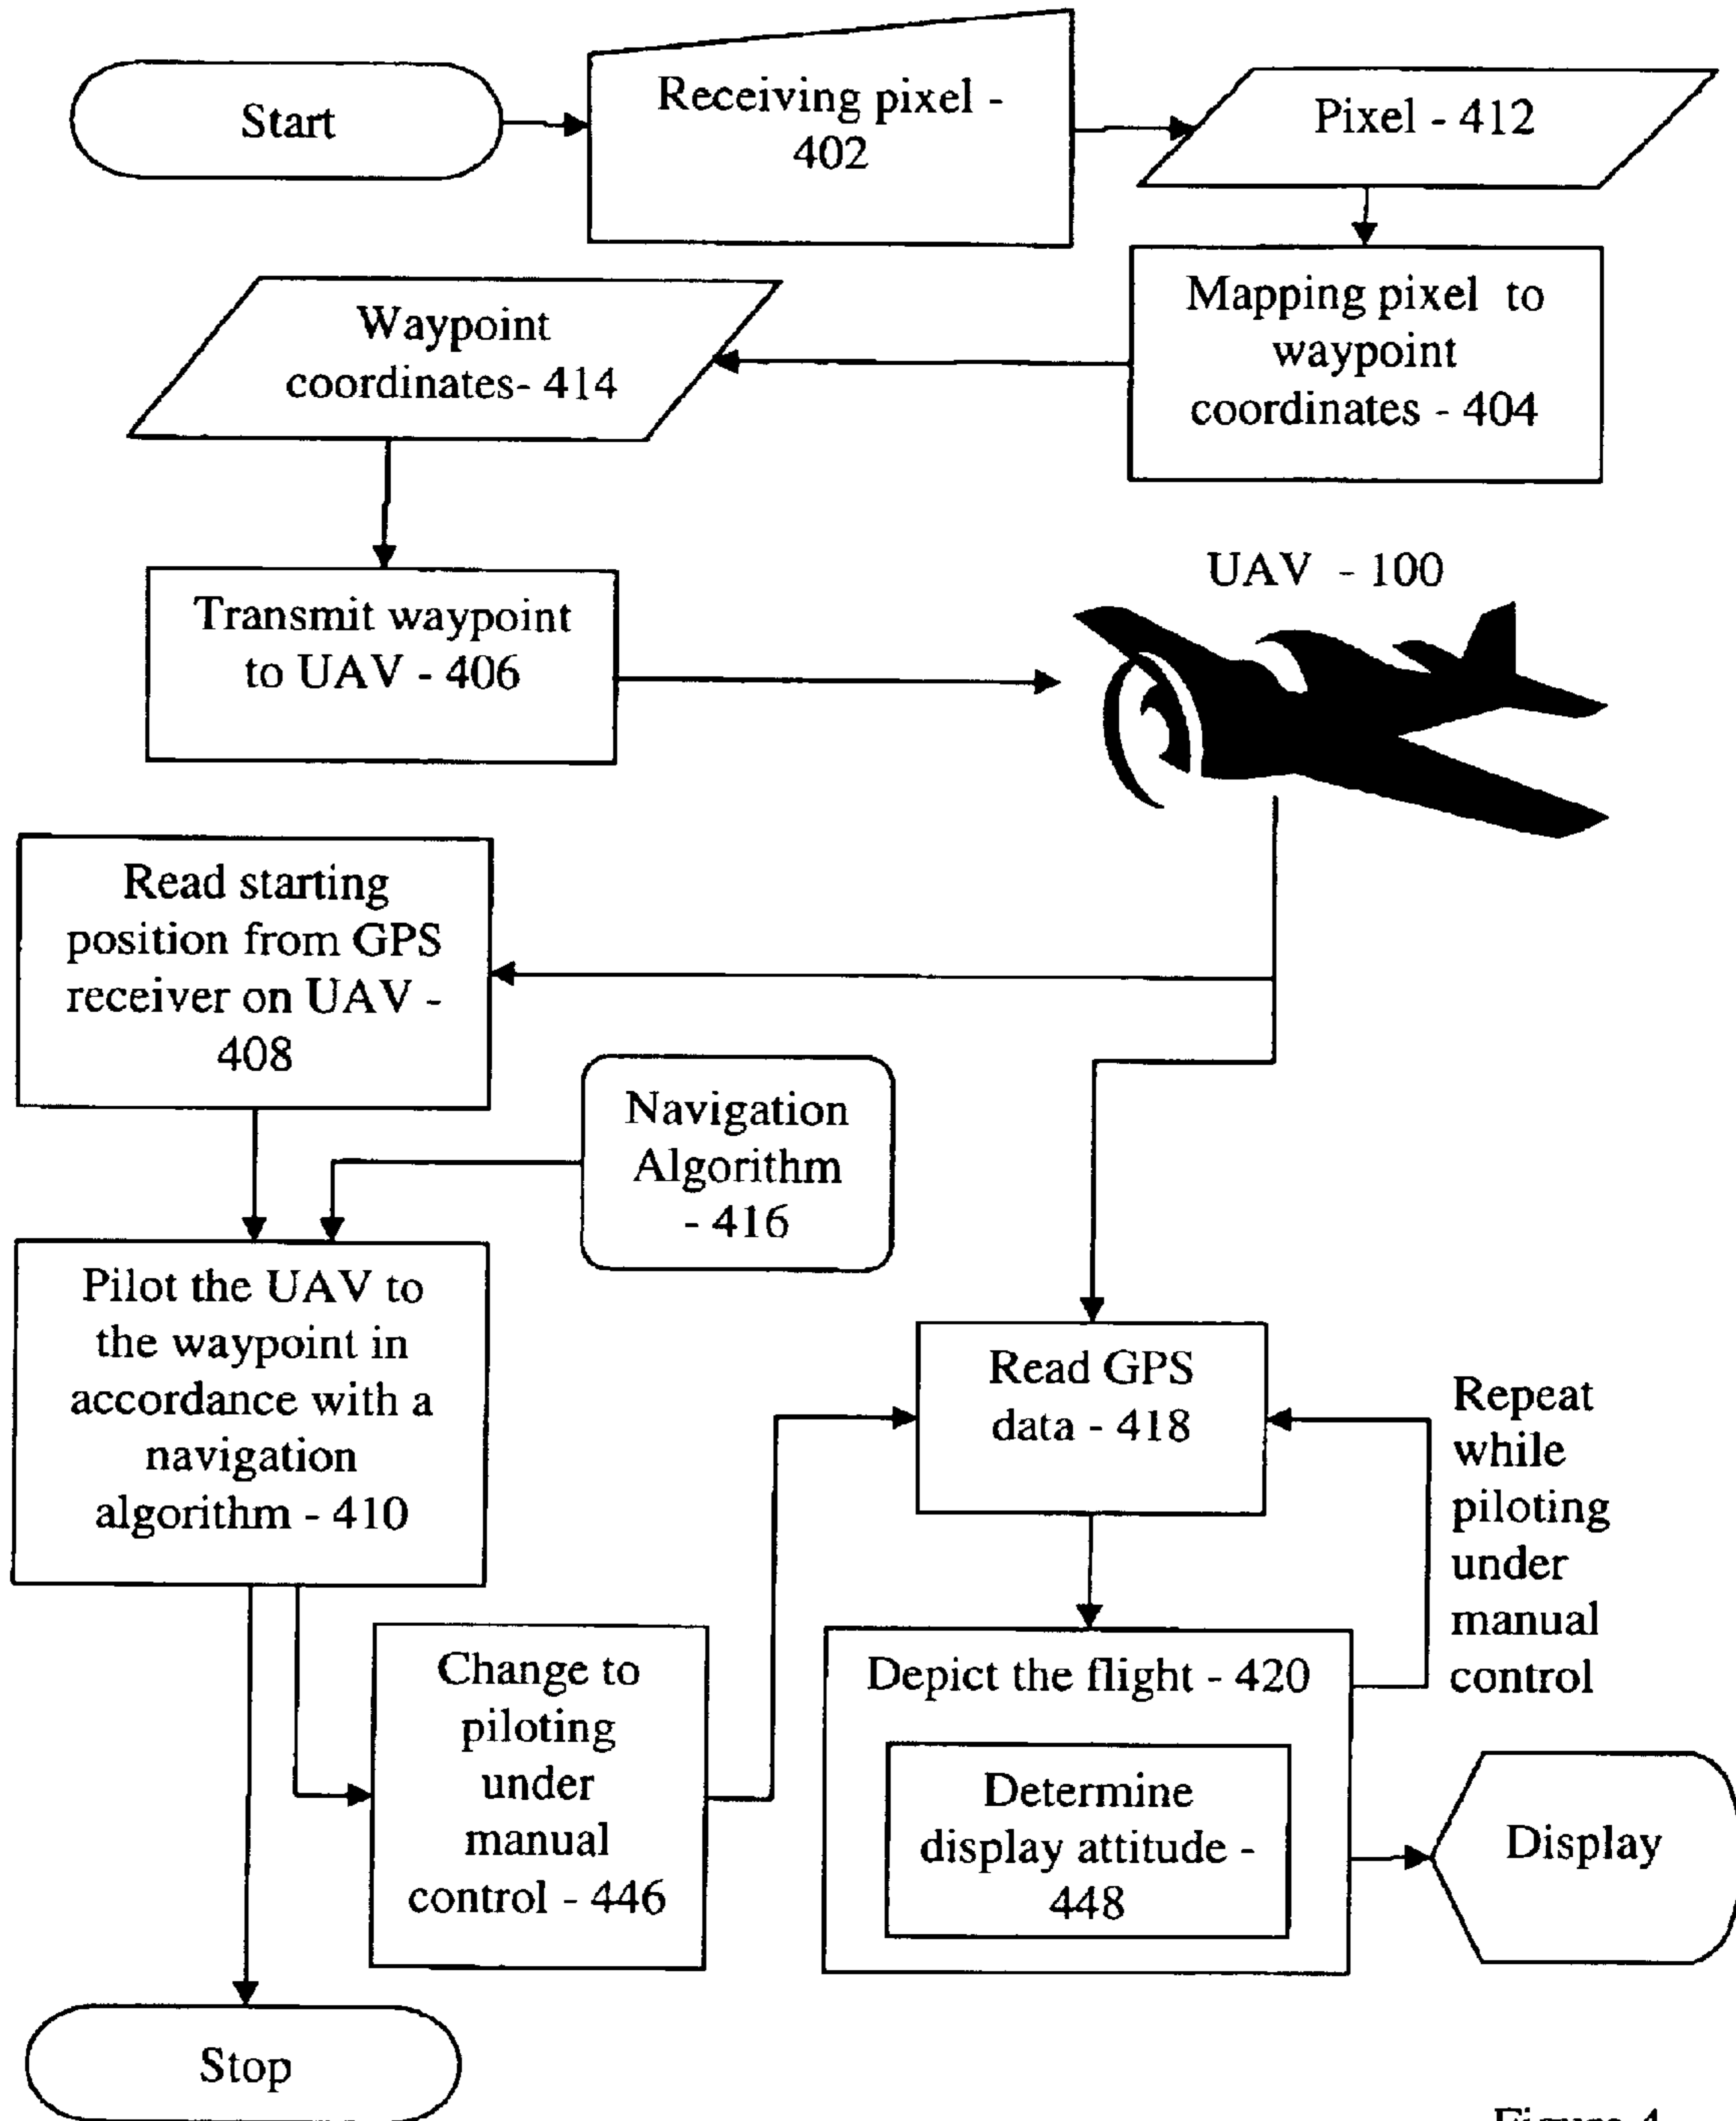 Start
Receiving pixel -
402
Pixel - 412
Mapping pixel to
waypoint
coordinates - 404
Waypoint
coordinates- 414
Transmit waypoint
to UAV - 406
UAV - 100
Read starting
position from GPS
receiver on UAV -
408
Navigation
Algorithm
- 416
Pilot the UAV to
the waypoint in
accordance with a
navigation
algorithm - 410
Read GPS
data - 418
Repeat
while
piloting
under
manual
control
Change to
piloting
under
manual
control - 446
Depict the flight - 420
Determine
display attitude -
448
Display
Stop
Figure 4